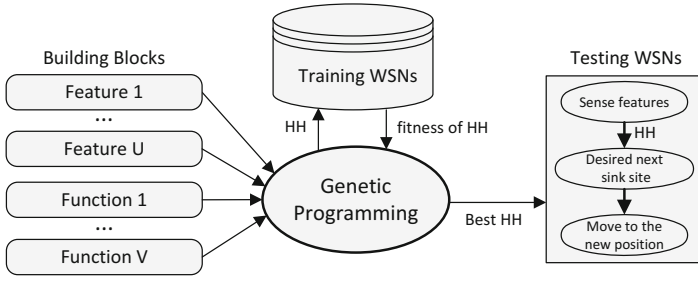 Building Blocks
Feature 1
...
Feature U
Function 1
...
Function V
Training WSNs
HH
fitness of HH
Genetic
Programming
Best HH
Testing WSNs
Sense features
HH
Desired next
sink site
Move to the
new position